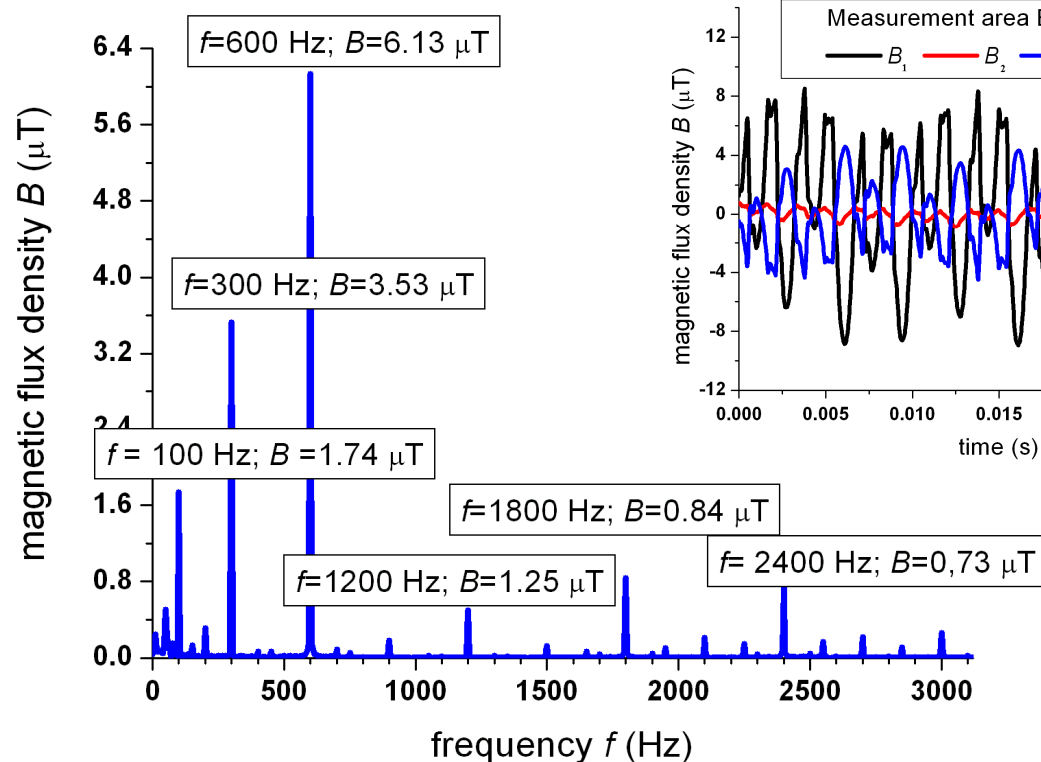 f=600 Hz; B=6.13 μT
f=300 Hz; B=3.53 μT
f = 100 Hz; B =1.74 μT
f=1800 Hz; B=0.84 μT
f=1200 Hz; B=1.25 μT
f= 2400 Hz; B=0,73 μT
magnetic flux density B (μT)
6.4
5.6
4.8
4.0
3.2
2.4
1.6
0.8
0.0
0 500 1000 1500 2000 2500 3000
frequency f (Hz)
Measurement area B
B₁ B₂
magnetic flux density B (μT)
12
8
4
0
-4
-8
-12
0.000 0.005 0.010 0.015
time (s)